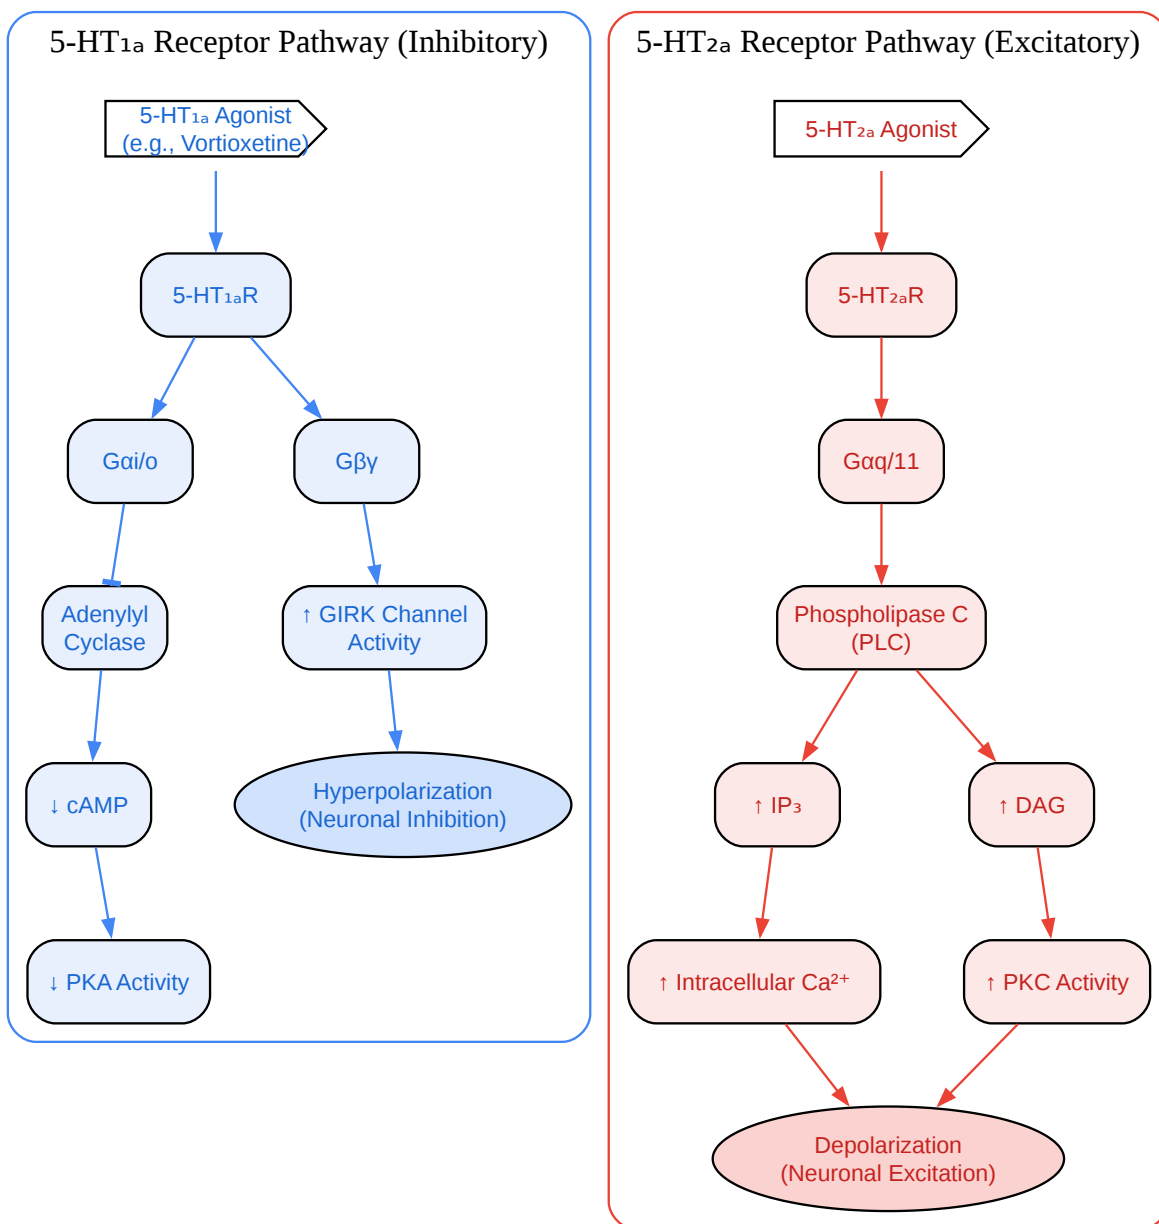 5-HT₁ₐ Receptor Pathway (Inhibitory)
5-HT₁ₐ Agonist
(e.g., Vortioxetine)
5-HT₁ₐR
Gαi/o
Gβγ
Adenylyl
Cyclase
↑ GIRK Channel
Activity
↓ cAMP
Hyperpolarization
(Neuronal Inhibition)
↓ PKA Activity
5-HT₂ₐ Receptor Pathway (Excitatory)
5-HT₂ₐ Agonist
5-HT₂ₐR
Gαq/11
Phospholipase C
(PLC)
↑ IP₃
↑ DAG
↑ Intracellular Ca²⁺
↑ PKC Activity
Depolarization
(Neuronal Excitation)